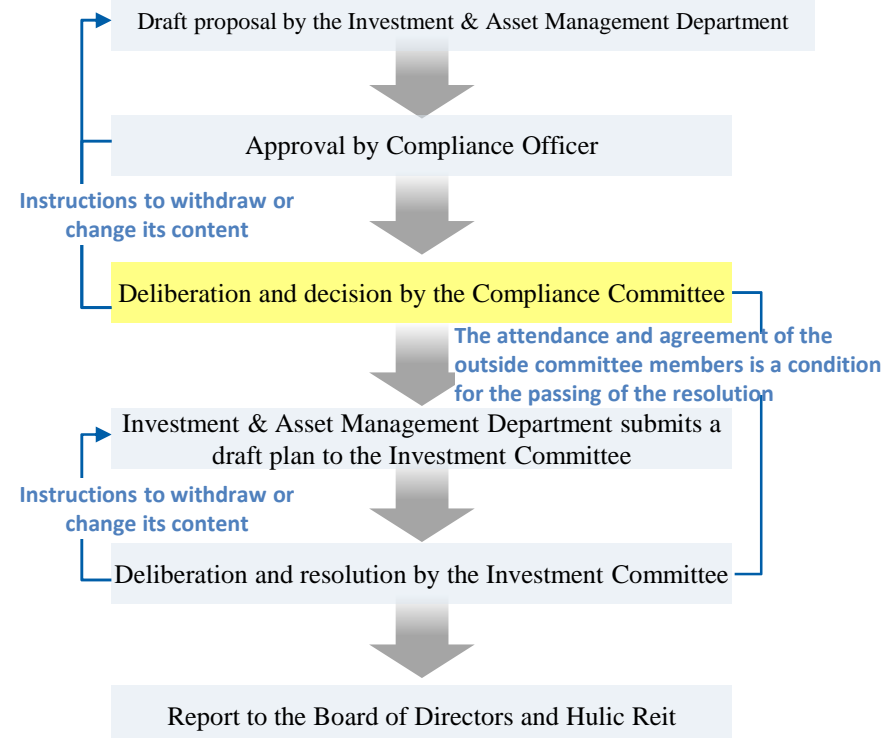 Draft proposal by the Investment & Asset Management Department
Approval by Compliance Officer
Instructions to withdraw or
change its content
Deliberation and decision by the Compliance Committee
The attendance and agreement of the
outside committee members is a condition
for the passing of the resolution
Investment & Asset Management Department submits a
draft plan to the Investment Committee
Instructions to withdraw or
change its content
Deliberation and resolution by the Investment Committee
Report to the Board of Directors and Hulic Reit